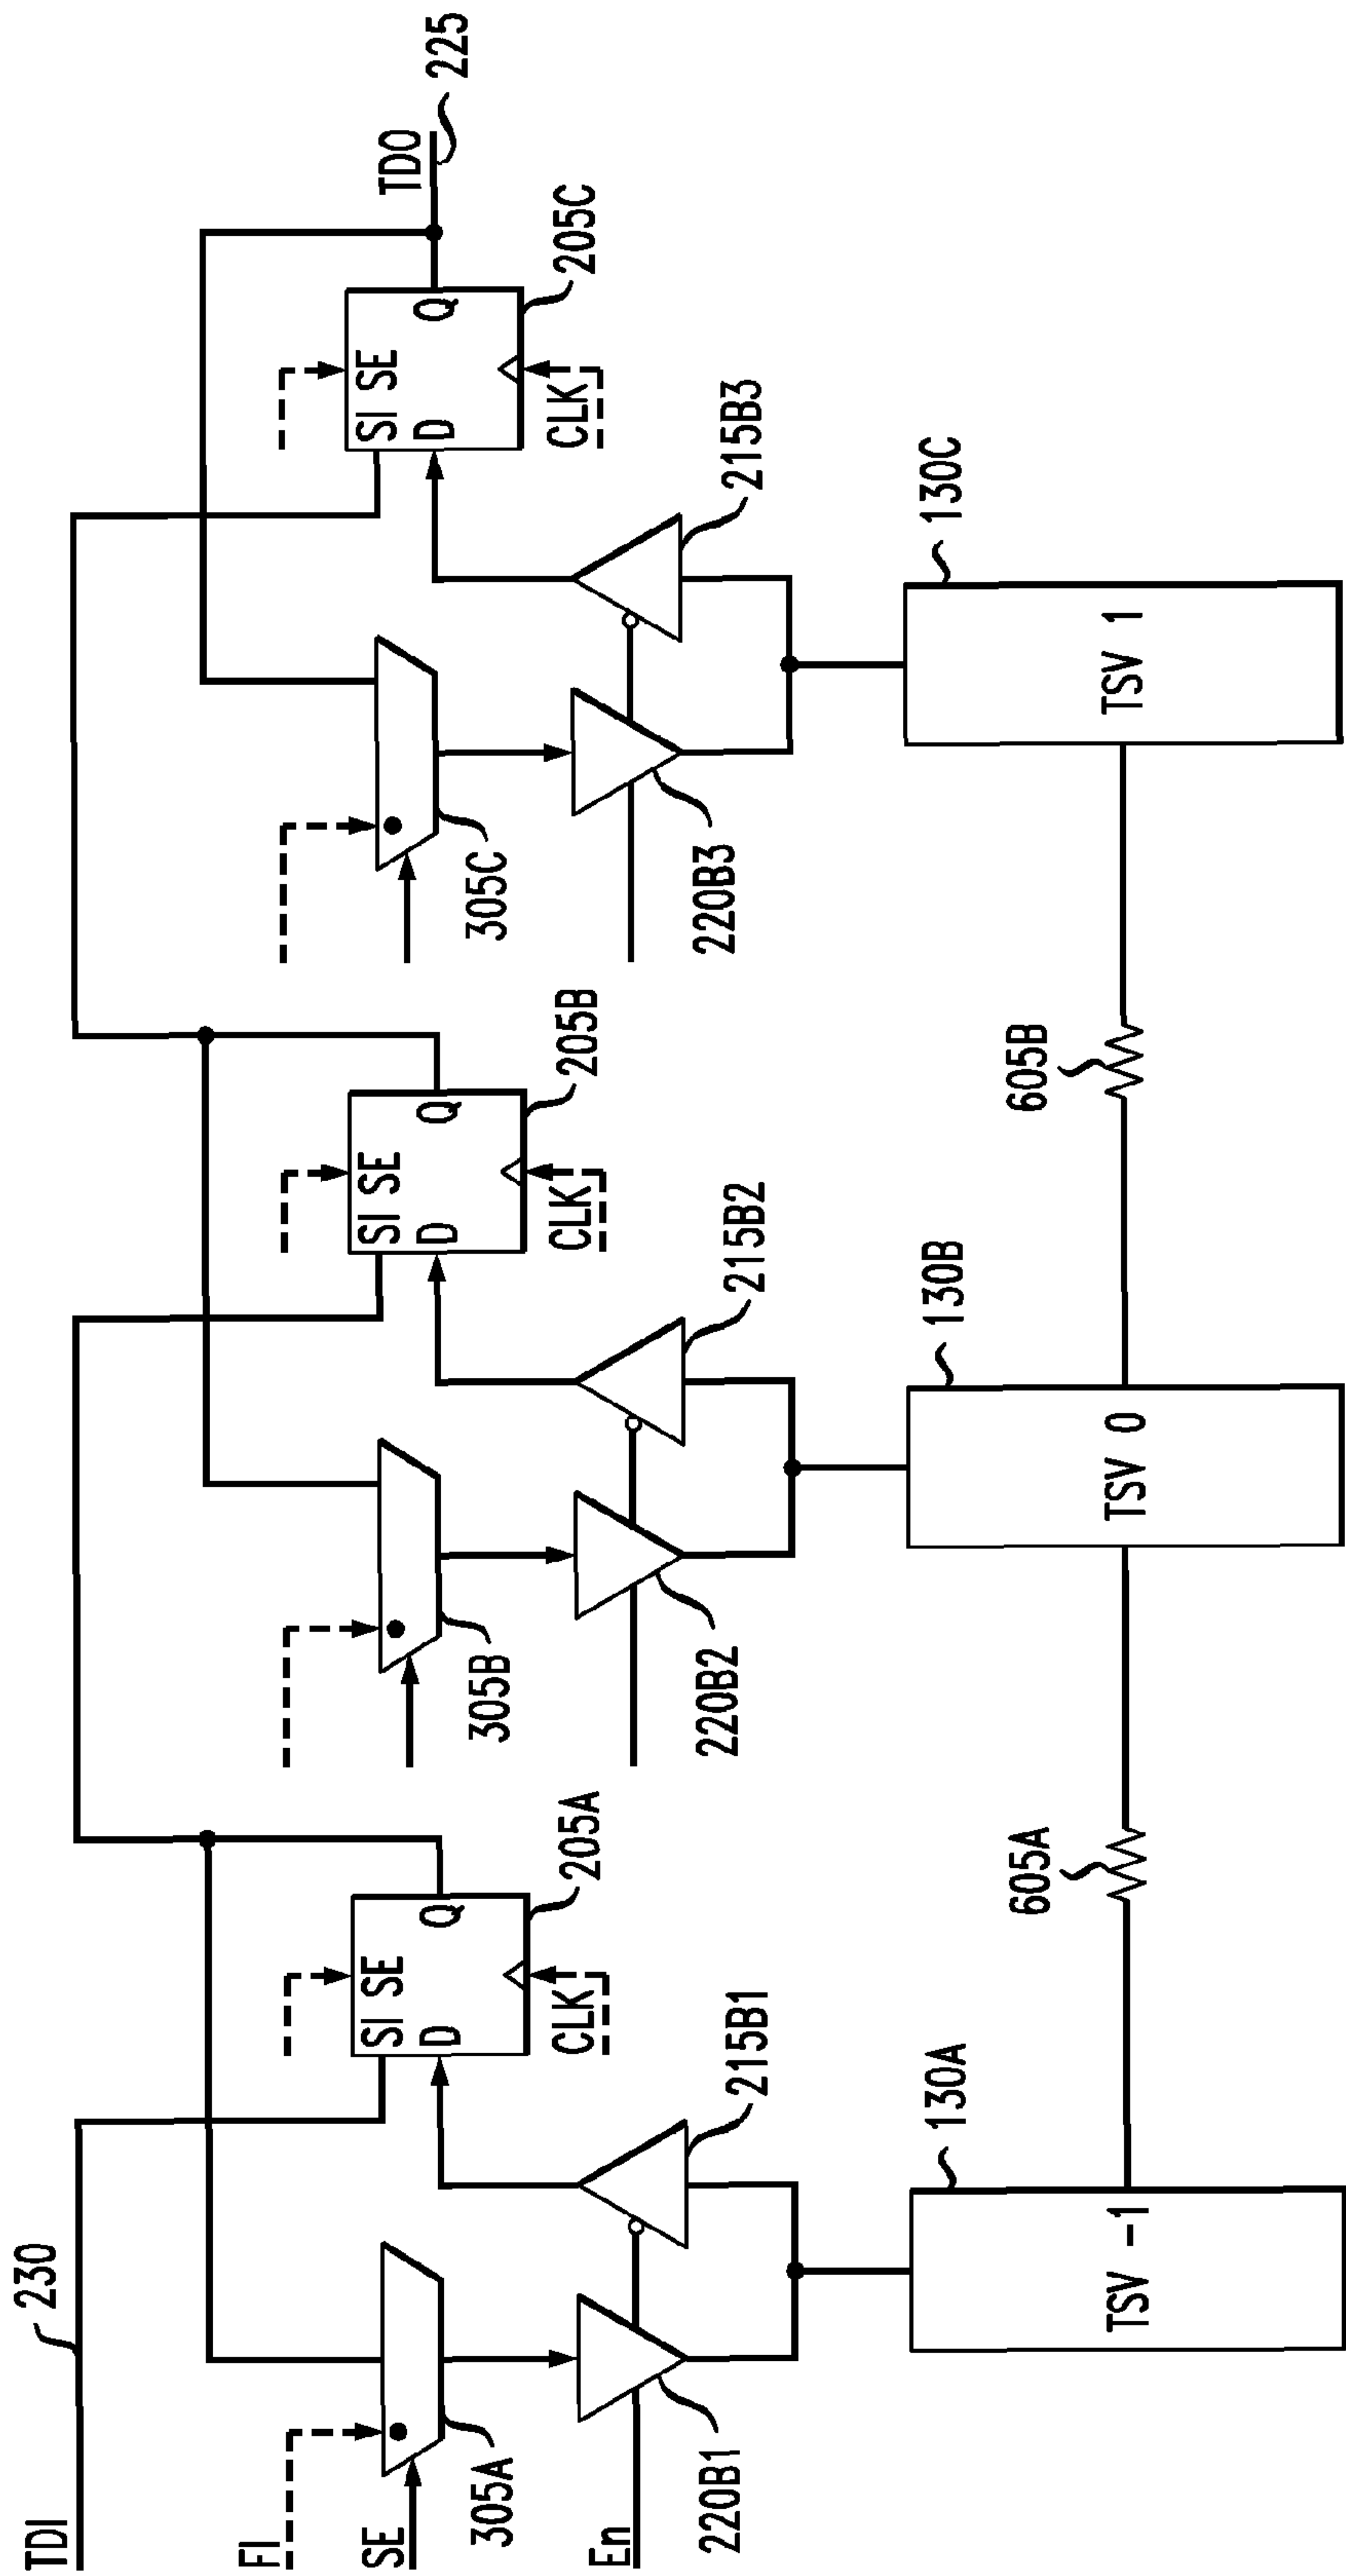 TDI
230
FI
SE
305A
En
220B1
215B1
SI SE
D
Q
CLK
205A
305B
220B2
215B2
SI SE
D
Q
CLK
205B
305C
220B3
215B3
SI SE
D
Q
CLK
205C
TDO
225
TSV -1
130A
605A
TSV 0
130B
605B
TSV 1
130C